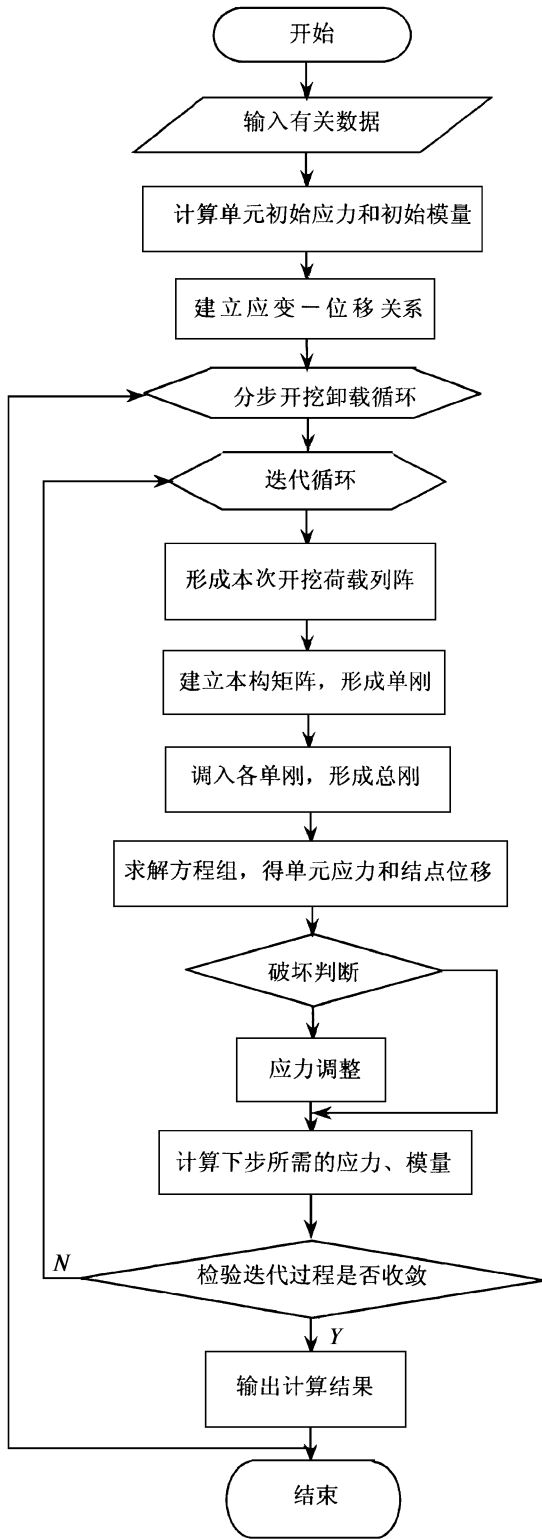 开始
输入有关数据
计算单元初始应力和初始模量
建立应变一位移关系
分步开挖卸载循环
迭代循环
形成本次开挖荷载列阵
建立本构矩阵，形成单刚
调入各单刚，形成总刚
求解方程组，得单元应力和结点位移
破坏判断
应力调整
计算下步所需的应力、模量
N
检验迭代过程是否收敛
Y
输出计算结果
结束